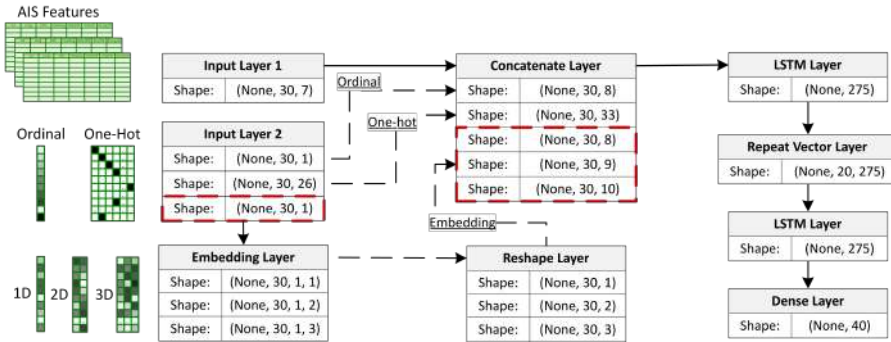 AIS Features
Ordinal One-Hot
1D 2D 3D
Input Layer 1
Shape: (None, 30, 7)
Input Layer 2
Shape: (None, 30, 1)
Shape: (None, 30, 26)
Shape: (None, 30, 1)
Embedding Layer
Shape: (None, 30, 1, 1)
Shape: (None, 30, 1, 2)
Shape: (None, 30, 1, 3)
Ordinal
One-hot
Embedding
Concatenate Layer
Shape: (None, 30, 8)
Shape: (None, 30, 33)
Shape: (None, 30, 8)
Shape: (None, 30, 9)
Shape: (None, 30, 10)
Reshape Layer
Shape: (None, 30, 1)
Shape: (None, 30, 2)
Shape: (None, 30, 3)
LSTM Layer
Shape: (None, 275)
Repeat Vector Layer
Shape: (None, 20, 275)
LSTM Layer
Shape: (None, 275)
Dense Layer
Shape: (None, 40)